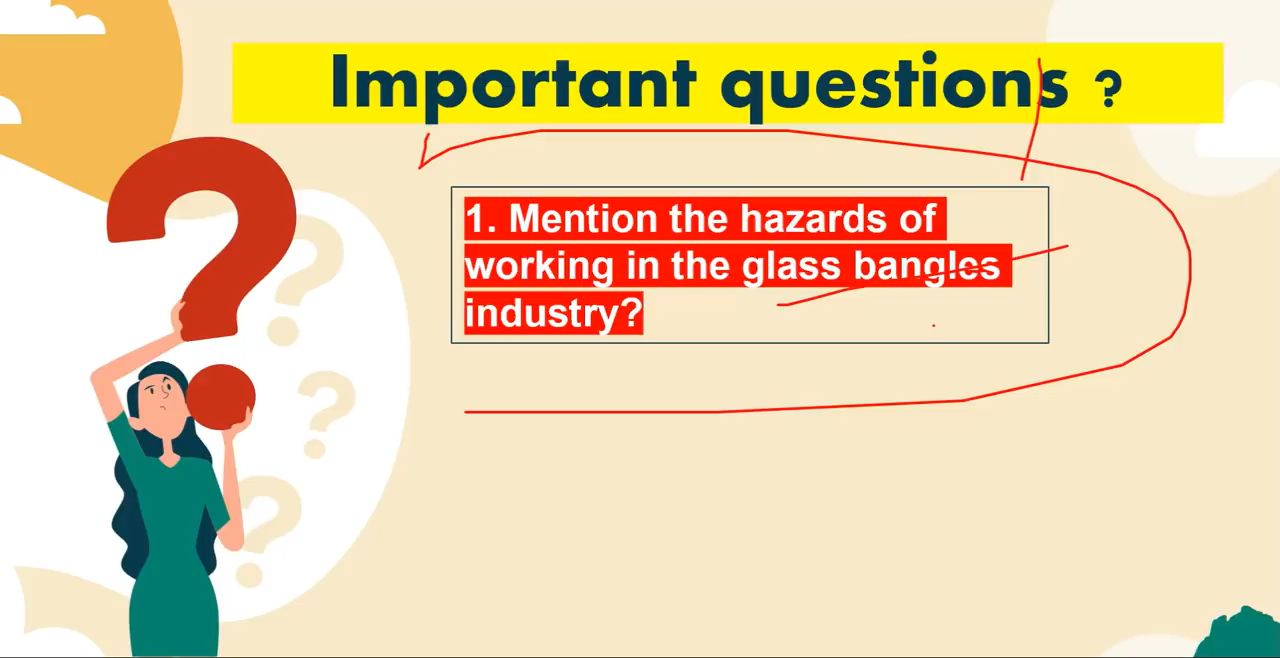 Important questions ?
1. Mention the hazards of
working in the glass bangles
industry?